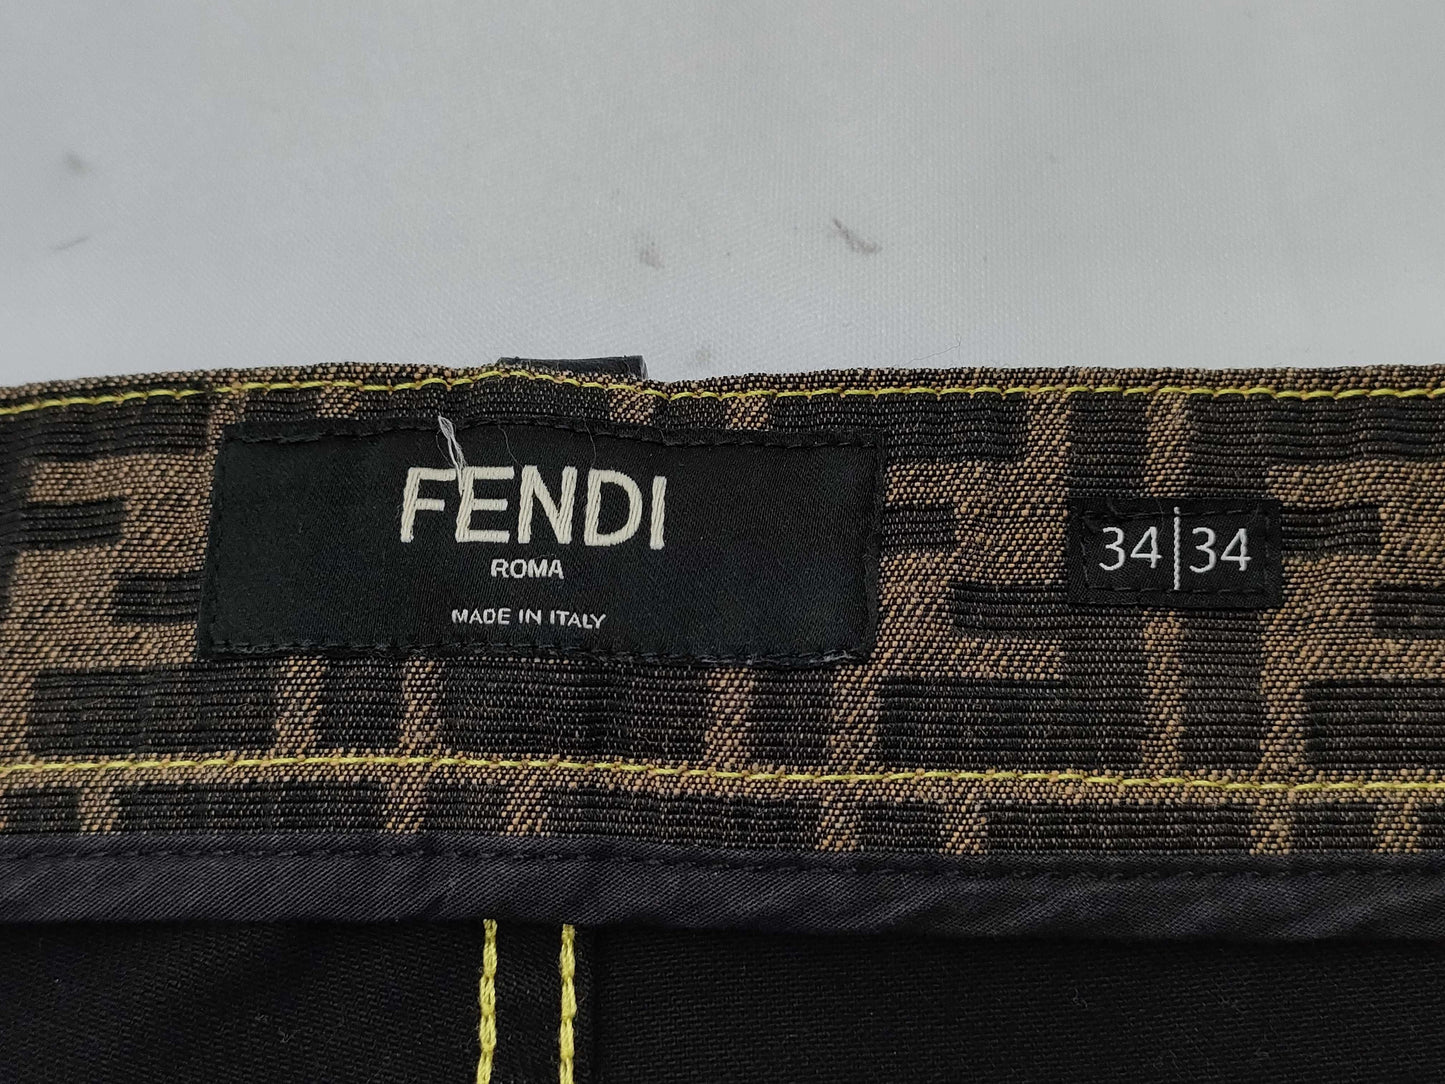 FENDI
ROMA
MADE IN ITALY
34|34